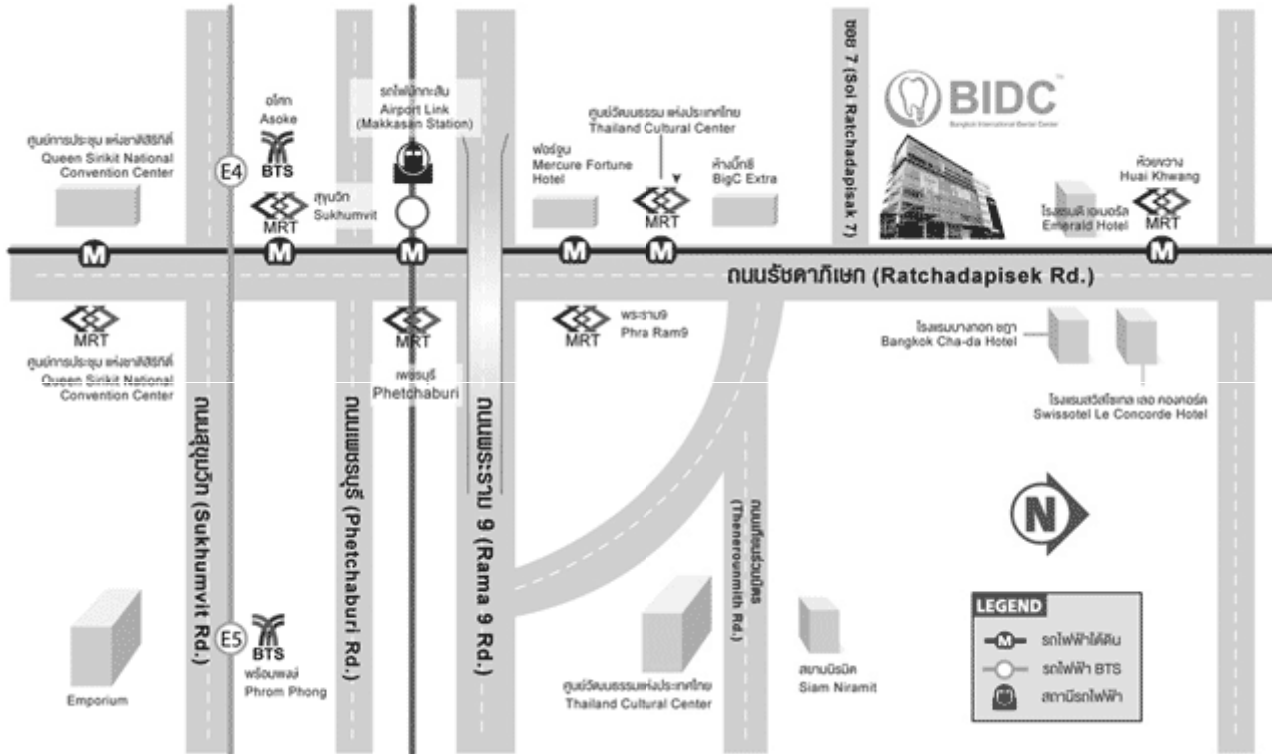 ศูนย์การประชุม แห่งชาติสิริกิติ์
Queen Sirikit National
Convention Center
E4
อโศก
Asoke
BTS
สุขุมวิท
Sukhumvit
MRT
รถไฟมักกะสัน
Airport Link
(Makkasan Station)
ฟอร์จูน
Mercure Fortune
Hotel
ศูนย์วัฒนธรรม แห่งประเทศไทย
Thailand Cultural Center
MRT
ห้างบิ๊กซี
BigC Extra
ซอย 7 (Soi Ratchadapisak 7)
BIDC
Bangkok International Dental Center
โรงแรมดิ เอเมอรัล
Emerald Hotel
ห้วยขวาง
Huai Khwang
MRT
M
M
M
M
M
M
ถนนรัชดาภิเษก (Ratchadapisek Rd.)
MRT
ศูนย์การประชุม แห่งชาติสิริกิติ์
Queen Sirikit National
Convention Center
MRT
เพชรบุรี
Phetchaburi
MRT
พระราม9
Phra Ram9
โรงแรมบางกอก ชฎา
Bangkok Cha-da Hotel
โรงแรมสวิสโซเทล เลอ คองคอร์ด
Swissotel Le Concorde Hotel
ถนนสุขุมวิท (Sukhumvit Rd.)
ถนนเพชรบุรี (Phetchaburi Rd.)
ถนนพระราม 9 (Rama 9 Rd.)
ถนนเทียมร่วมมิตร
(Thenerounmith Rd.)
N
Emporium
E5
BTS
พร้อมพงษ์
Phrom Phong
ศูนย์วัฒนธรรมแห่งประเทศไทย
Thailand Cultural Center
สยามนิรมิต
Siam Niramit
LEGEND
M รถไฟฟ้าใต้ดิน
รถไฟฟ้า BTS
สถานีรถไฟฟ้า